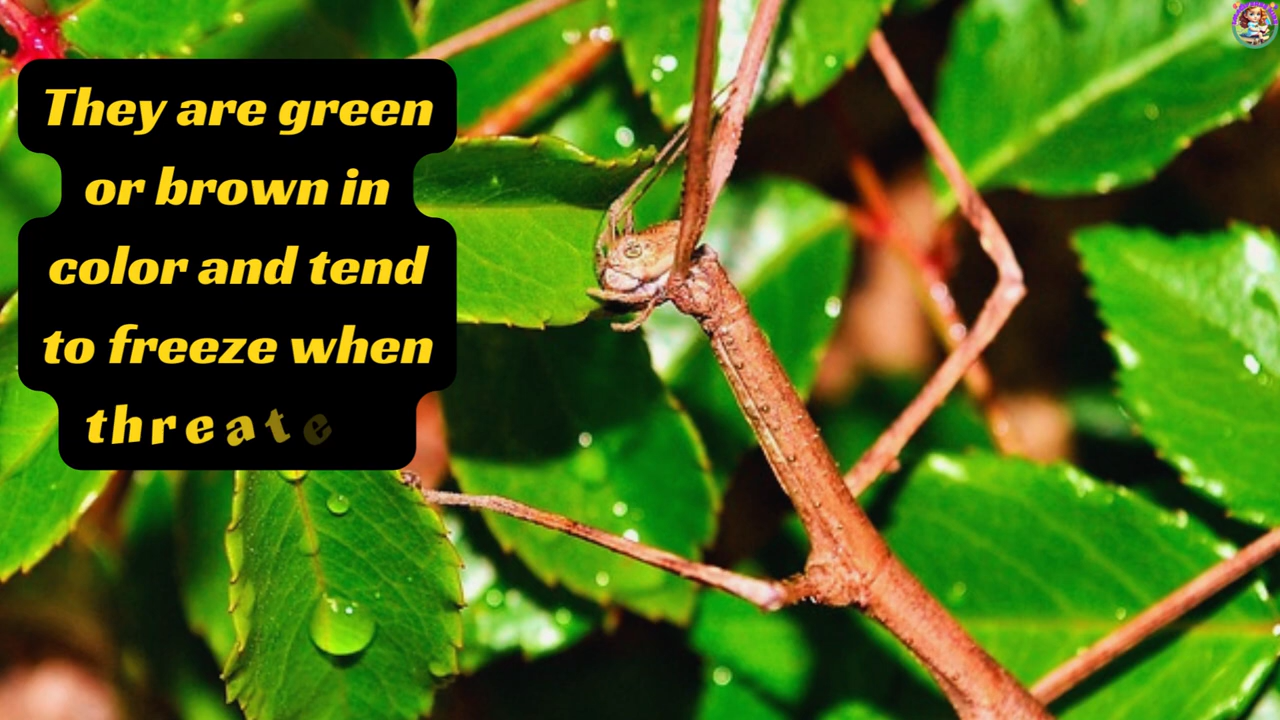 They are green
or brown in
color and tend
to freeze when
threate